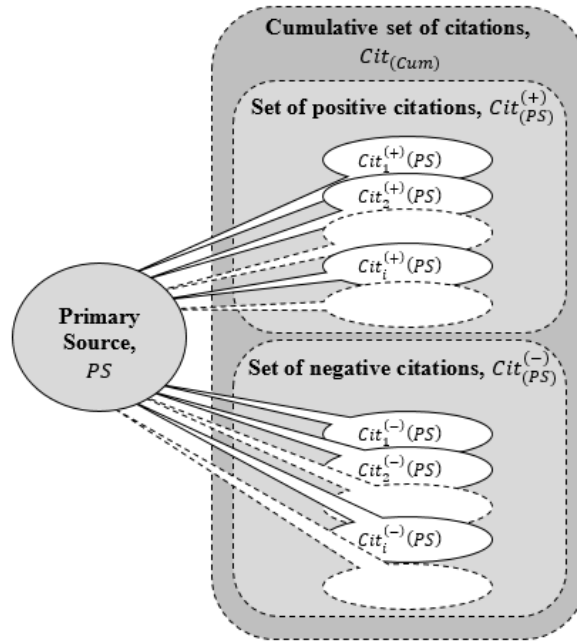 Cumulative set of citations,
Cit₍Cum₎
Set of positive citations, Cit₍PS₎⁽⁺⁾
Cit₁⁽⁺⁾(PS)
Cit₂⁽⁺⁾(PS)
Citᵢ⁽⁺⁾(PS)
Primary
Source,
PS
Set of negative citations, Cit₍PS₎⁽⁻⁾
Cit₁⁽⁻⁾(PS)
Cit₂⁽⁻⁾(PS)
Citᵢ⁽⁻⁾(PS)